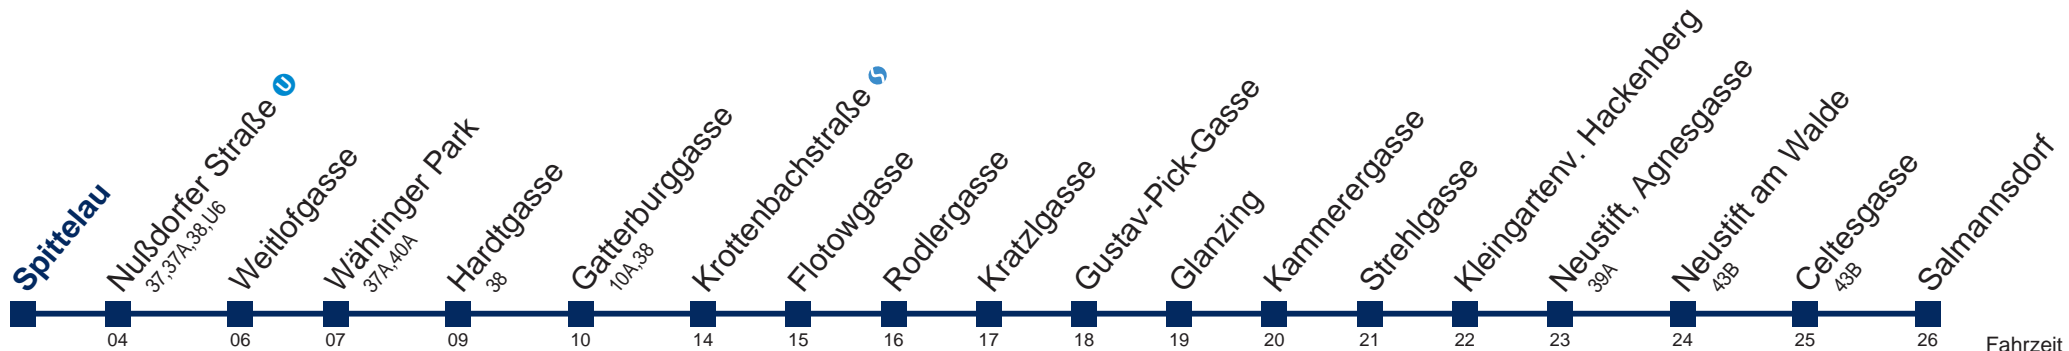 Spittelau
Nußdorfer Straße U
37,37A,38,U6
Weitlofgasse
Währinger Park
37A,40A
Hardtgasse
38
Gatterburggasse
10A,38
Krottenbachstraße
Flotowgasse
Rodlergasse
Kratzlgasse
Gustav-Pick-Gasse
Glanzing
Kammerergasse
Strehlgasse
Kleingartenv. Hackenberg
Neustift, Agnesgasse
39A
Neustift am Walde
43B
Celtesgasse
43B
Salmannsdorf
04 06 07 09 10 14 15 16 17 18 19 20 21 22 23 24 25 26 Fahrzeit